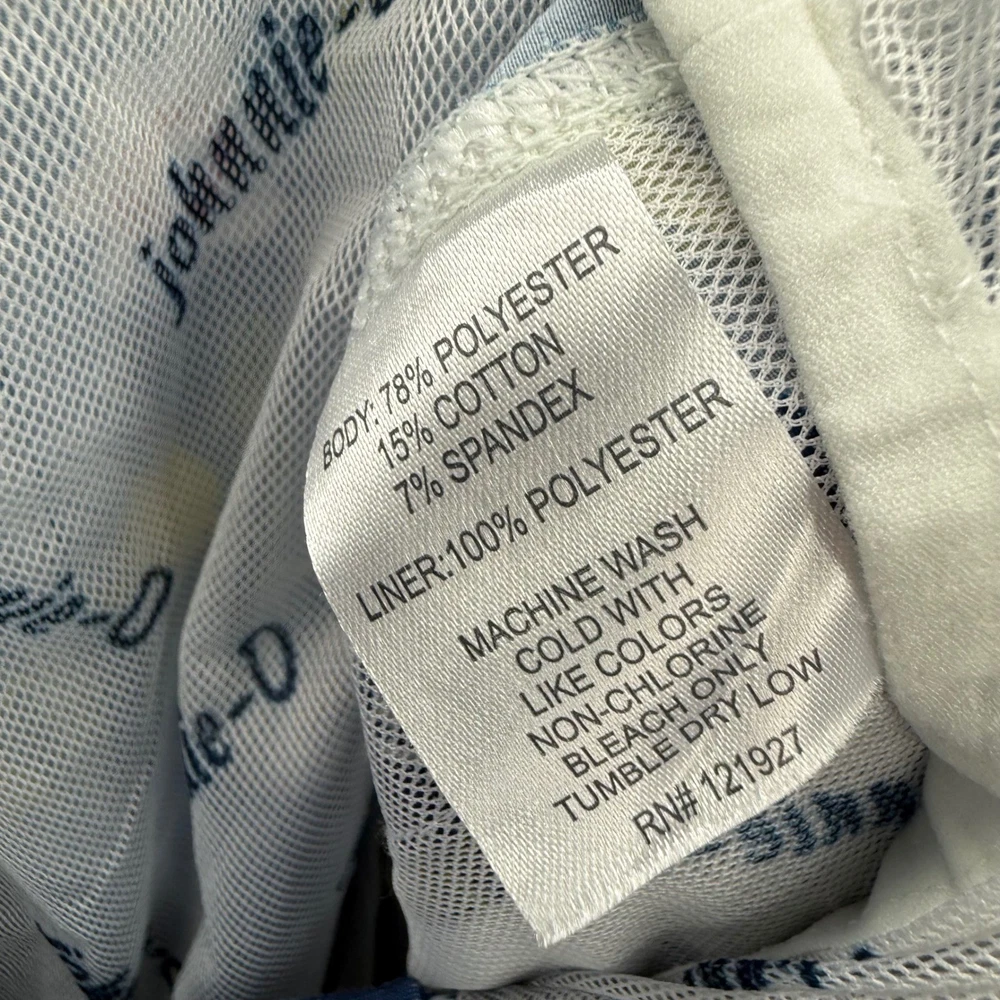 johnnie-
BODY: 78% POLYESTER
15% COTTON
7% SPANDEX
LINER:100% POLYESTER
MACHINE WASH
COLD WITH
LIKE COLORS
NON-CHLORINE
BLEACH ONLY
TUMBLE DRY LOW
RN# 121927
nie-O